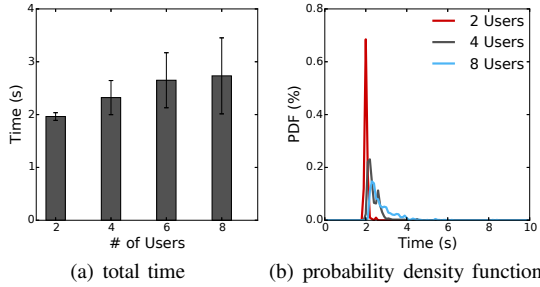 4
3
2
1
0
Time (s)
2 4 6 8
# of Users
(a) total time
0.8
0.6
0.4
0.2
0.0
PDF (%)
2 Users
4 Users
8 Users
0 2 4 6 8 10
Time (s)
(b) probability density function